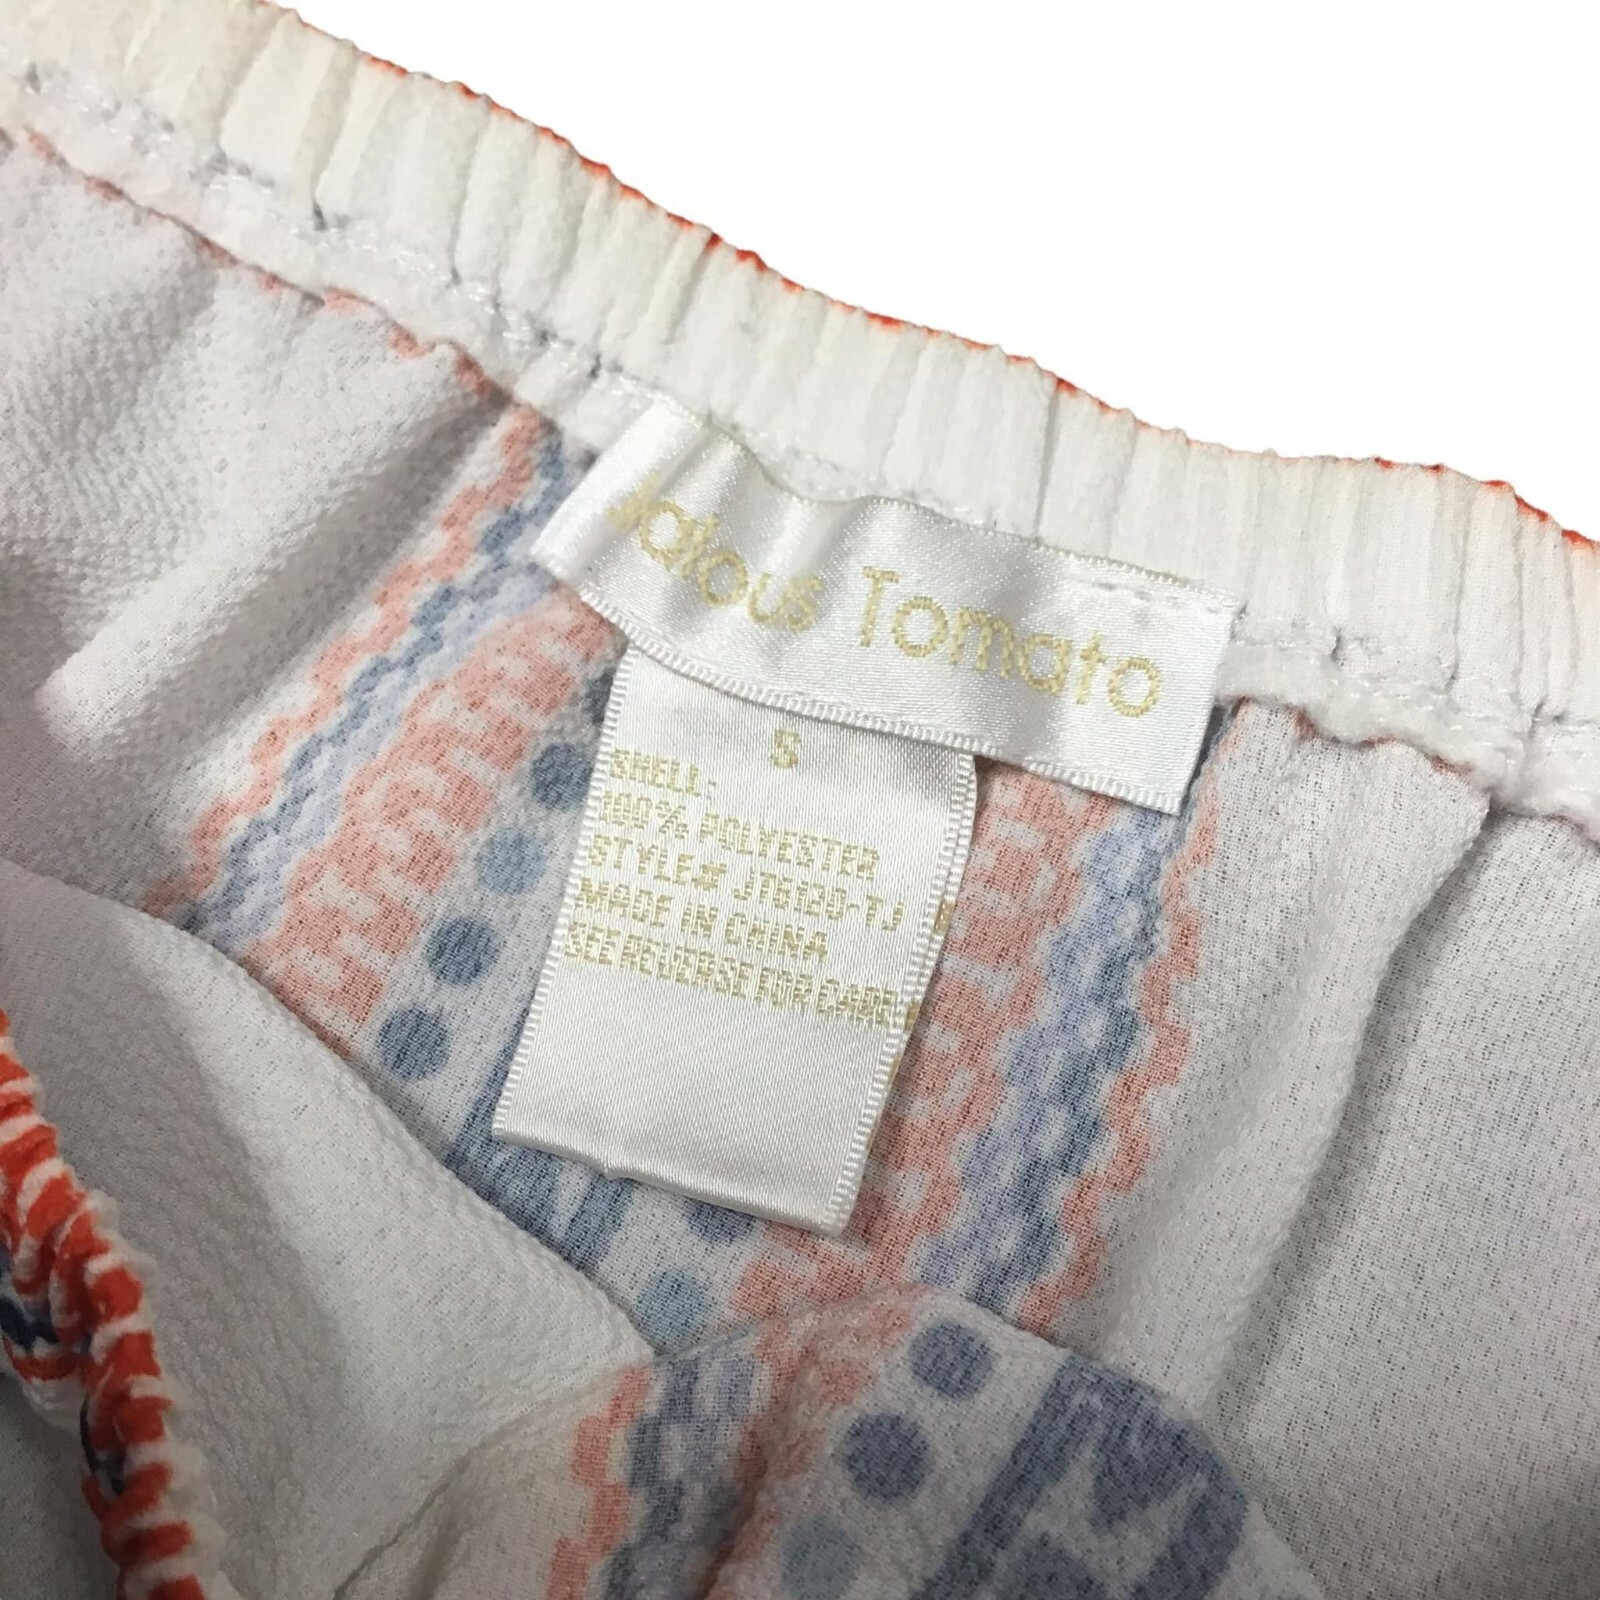 Jealous Tomato
S
SHELL:
100% POLYESTER
STYLE# JT6120-TJ
MADE IN CHINA
SEE REVERSE FOR CARE